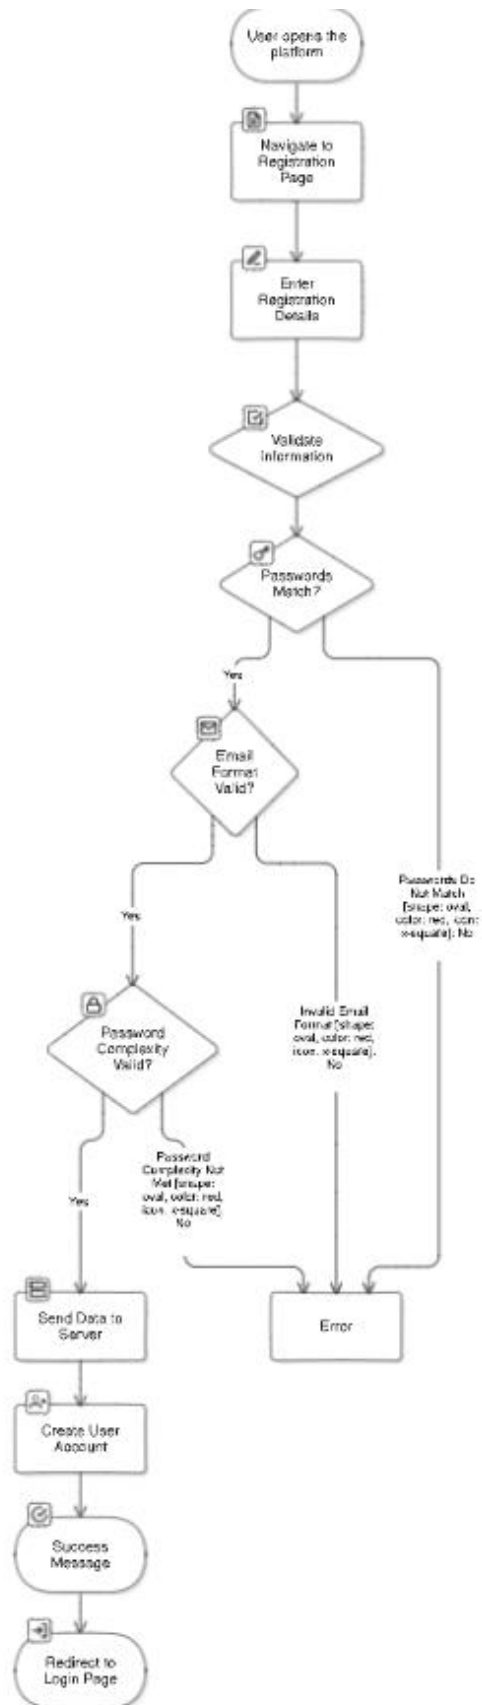 User opens the
platform
Navigate to
Registration
Page
Enter
Registration
Details
Validate
Information
Passwords
Match?
Yes
Email
Format
Valid?
Passwords Do
Not Match
[shape: oval,
color: red, icon:
x-square]: No
Yes
Password
Complexity
Valid?
Invalid Email
Format [shape:
oval, color: red,
icon: x-square]:
No
Password
Complexity Not
Met [shape:
oval, color: red,
icon: x-square]:
No
Yes
Send Data to
Server
Error
Create User
Account
Success
Message
Redirect to
Login Page